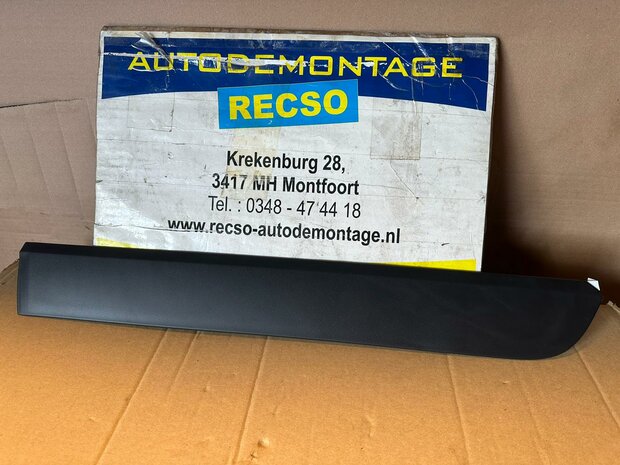 AUTODEMONTAGE
RECSO
Krekenburg 28,
3417 MH Montfoort
Tel. : 0348 - 47 44 18
www.recso-autodemontage.nl